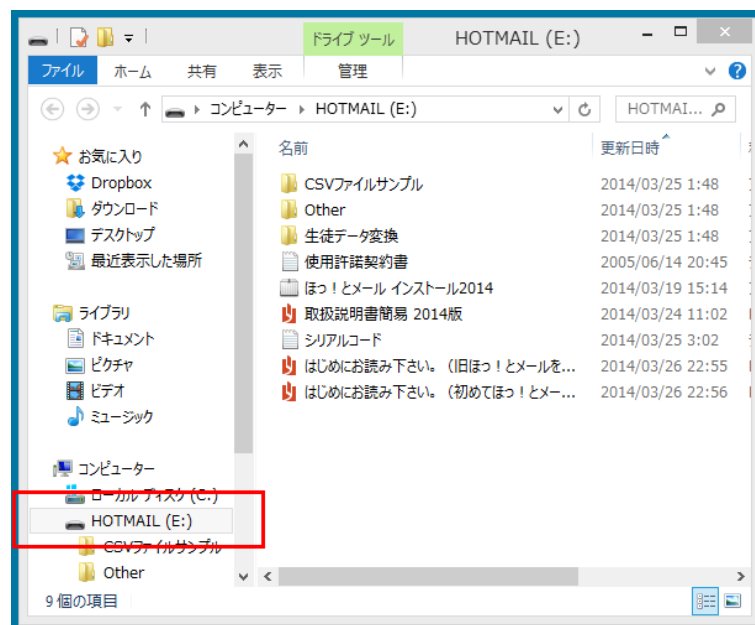 ドライブ ツール
HOTMAIL (E:)
ファイル
ホーム
共有
表示
管理
コンピューター
HOTMAIL (E:)
HOTMAI...
お気に入り
Dropbox
ダウンロード
デスクトップ
最近表示した場所
ライブラリ
ドキュメント
ピクチャ
ビデオ
ミュージック
コンピューター
ローカル ディスク (C:)
HOTMAIL (E:)
CSVファイルサンプル
Other
名前 更新日時
CSVファイルサンプル 2014/03/25 1:48
Other 2014/03/25 1:48
生徒データ変換 2014/03/25 1:48
使用許諾契約書 2005/06/14 20:45
ほっ！とメール インストール2014 2014/03/19 15:14
取扱説明書簡易 2014版 2014/03/24 11:02
シリアルコード 2014/03/25 3:02
はじめにお読み下さい。（旧ほっ！とメールを... 2014/03/26 22:55
はじめにお読み下さい。（初めてほっ！とメー... 2014/03/26 22:56
9 個の項目